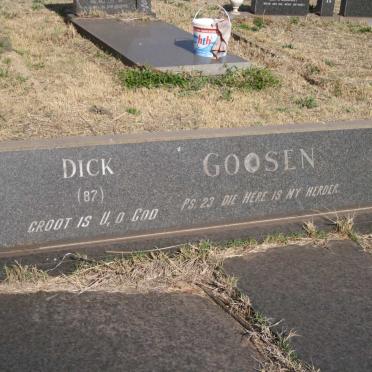 DICK
(87)
GROOT IS U, O GOD
GOOSEN
PS. 23 DIE HERE IS MY HERDER.